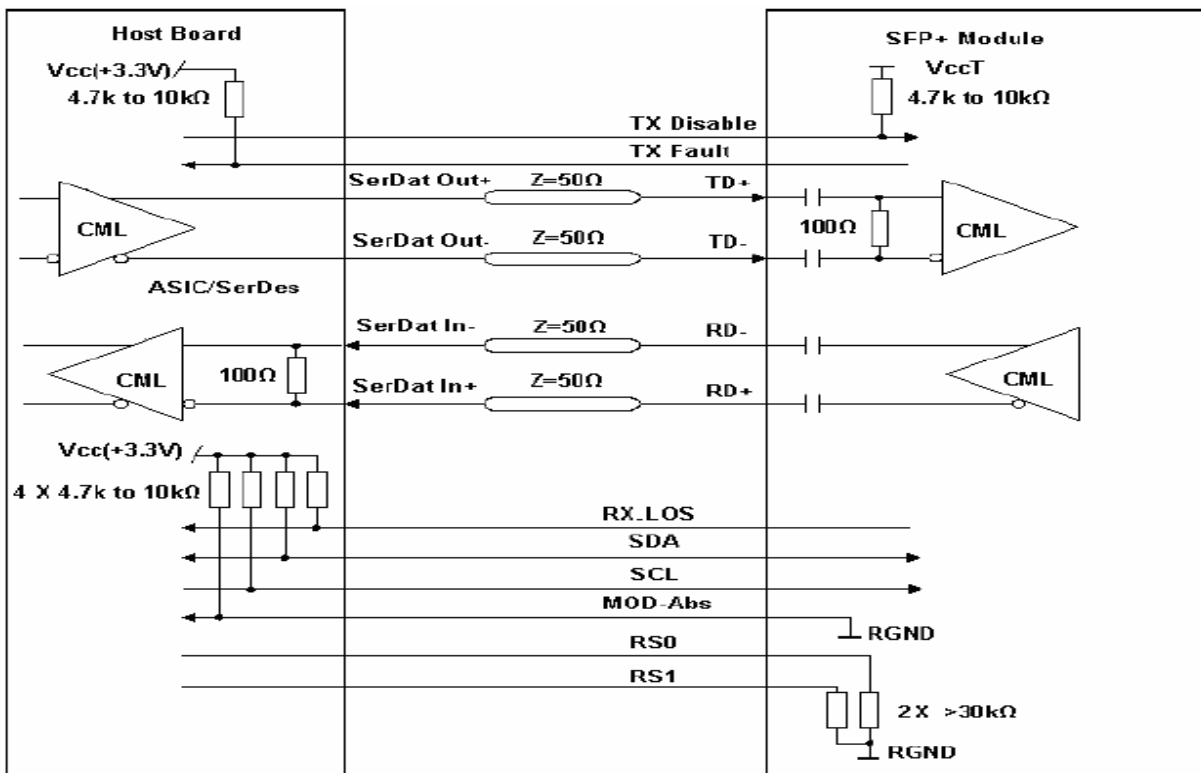 Host Board
SFP+ Module
Vcc(+3.3V)
4.7k to 10kΩ
VccT
4.7k to 10kΩ
TX Disable
TX Fault
SerDat Out+
Z=50Ω
TD+
CML
100Ω
CML
SerDat Out-
Z=50Ω
TD-
ASIC/SerDes
SerDat In-
Z=50Ω
RD-
CML
100Ω
SerDat In+
Z=50Ω
RD+
CML
Vcc(+3.3V)
4 X 4.7k to 10kΩ
RX_LOS
SDA
SCL
MOD-Abs
RGND
RS0
RS1
2X >30kΩ
RGND